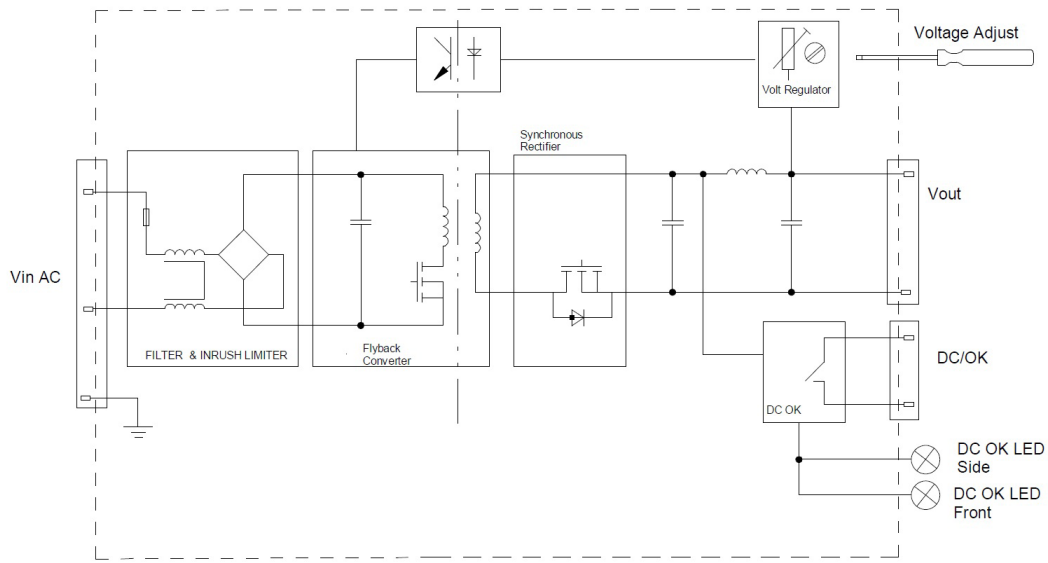 Voltage Adjust
Volt Regulator
Synchronous
Rectifier
Vout
Vin AC
FILTER & INRUSH LIMITER
Flyback
Converter
DC/OK
DC OK
DC OK LED
Side
DC OK LED
Front